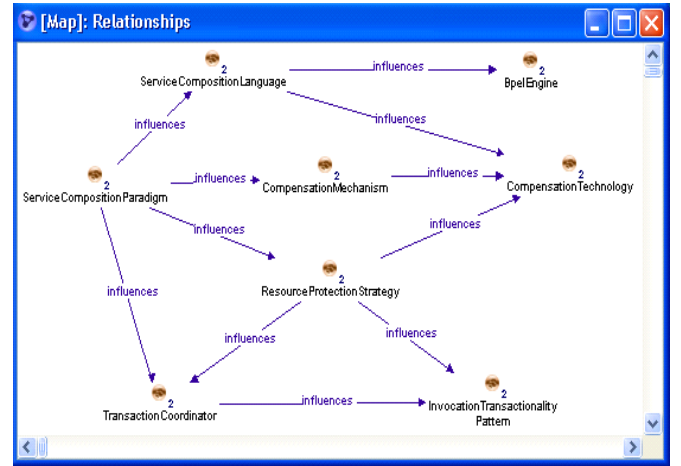 [Map]: Relationships
2
ServiceCompositionLanguage
influences
2
BpelEngine
influences
influences
2
ServiceCompositionParadigm
influences
2
CompensationMechanism
influences
2
CompensationTechnology
influences
influences
2
ResourceProtectionStrategy
influences
influences
influences
2
TransactionCoordinator
influences
2
InvocationTransactionality
Pattern